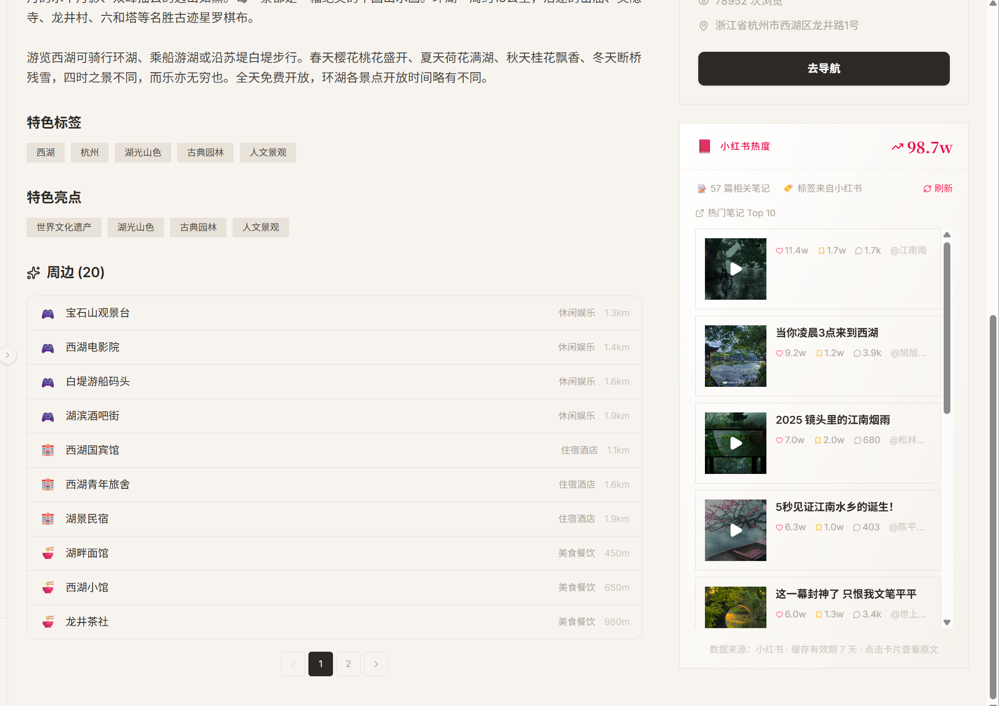 寺、龙井村、六和塔等名胜古迹星罗棋布。
游览西湖可骑行环湖、乘船游湖或沿苏堤白堤步行。春天樱花桃花盛开、夏天荷花满湖、秋天桂花飘香、冬天断桥
残雪，四时之景不同，而乐亦无穷也。全天免费开放，环湖各景点开放时间略有不同。
特色标签
西湖
杭州
湖光山色
古典园林
人文景观
特色亮点
世界文化遗产
湖光山色
古典园林
人文景观
周边 (20)
宝石山观景台 休闲娱乐 1.3km
西湖电影院 休闲娱乐 1.4km
白堤游船码头 休闲娱乐 1.6km
湖滨酒吧街 休闲娱乐 1.9km
西湖国宾馆 住宿酒店 1.1km
西湖青年旅舍 住宿酒店 1.6km
湖景民宿 住宿酒店 1.9km
湖畔面馆 美食餐饮 450m
西湖小馆 美食餐饮 650m
龙井茶社 美食餐饮 980m
1
2
78952 次浏览
浙江省杭州市西湖区龙井路1号
去导航
小红书热度
98.7w
57 篇相关笔记
标签来自小红书
刷新
热门笔记 Top 10
11.4w 1.7w 1.7k @江南南
当你凌晨3点来到西湖
9.2w 1.2w 3.9k @旭旭...
2025 镜头里的江南烟雨
7.0w 2.0w 680 @松林...
5秒见证江南水乡的诞生！
6.3w 1.0w 403 @陈平...
这一幕封神了 只恨我文笔平平
6.0w 1.3w 3.4k @世上...
数据来源：小红书 · 缓存有效期 7 天 · 点击卡片查看原文